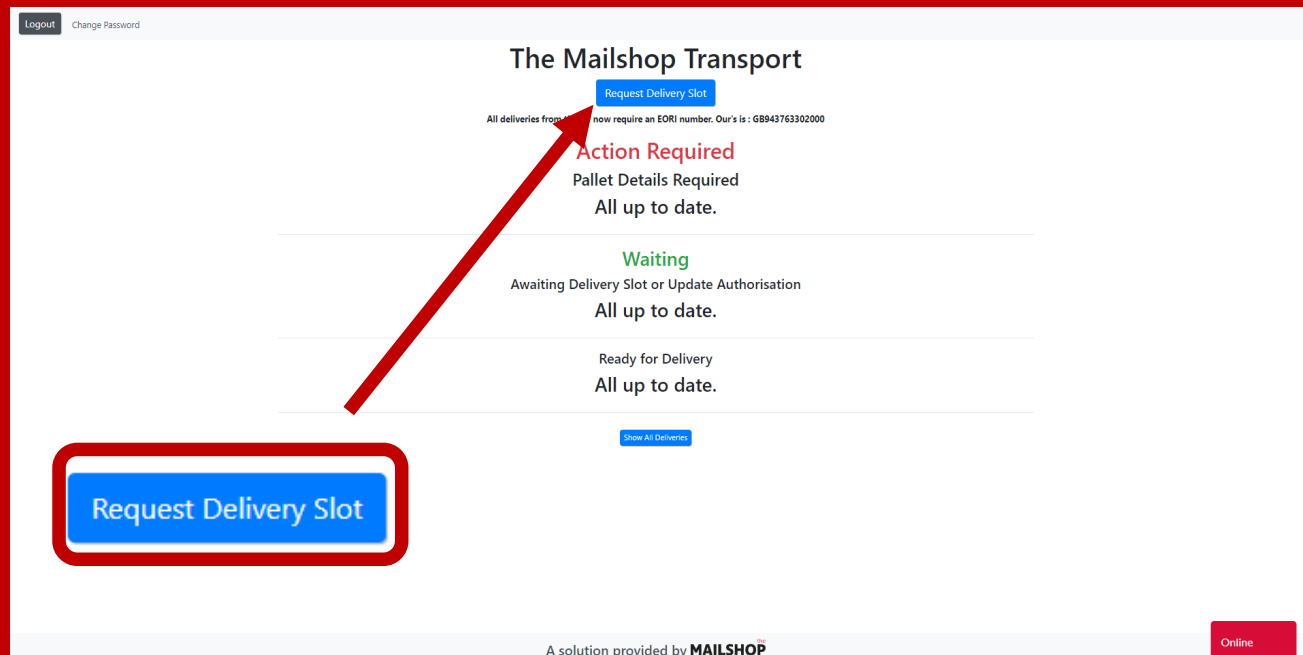 Logout Change Password
The Mailshop Transport
Request Delivery Slot
All deliveries from now require an EORI number. Our's is : GB943763302000
Action Required
Pallet Details Required
All up to date.
Waiting
Awaiting Delivery Slot or Update Authorisation
All up to date.
Ready for Delivery
All up to date.
Show All Deliveries
Request Delivery Slot
A solution provided by the MAILSHOP
Online